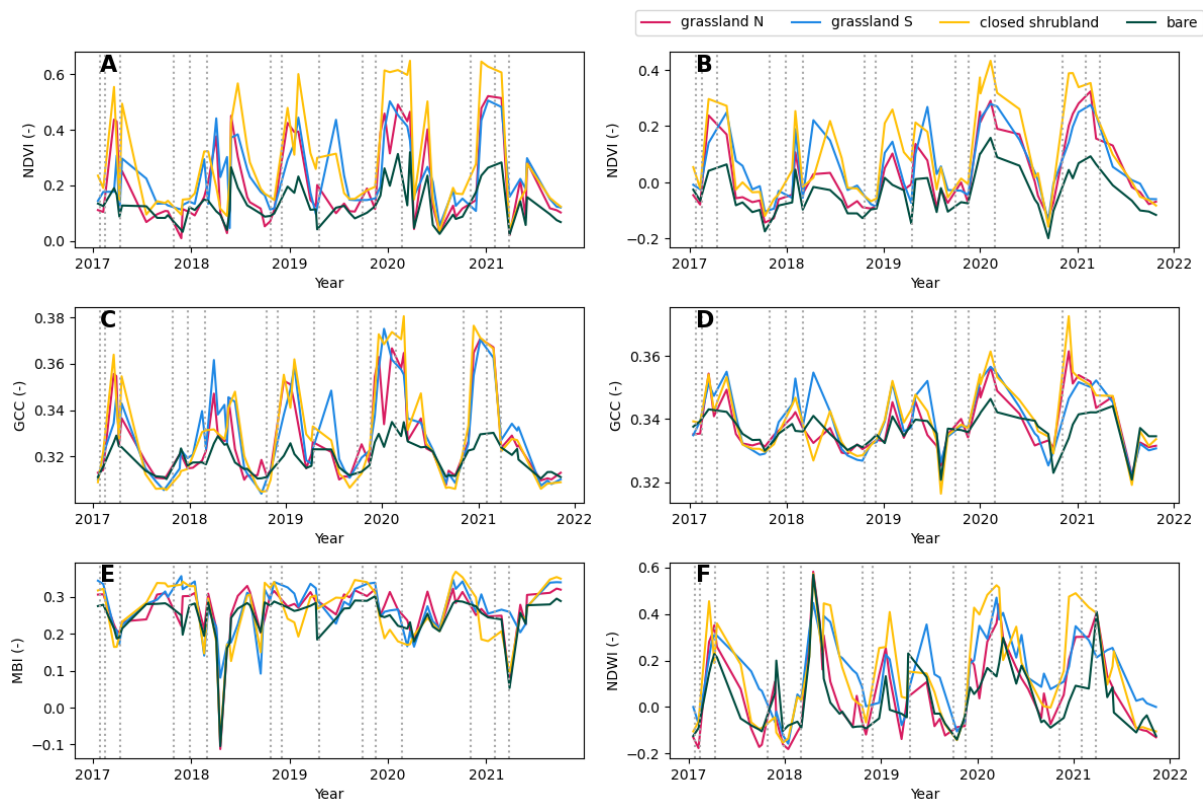 grassland N grassland S closed shrubland bare
A
NDVI (-)
0.6
0.4
0.2
0.0
2017 2018 2019 2020 2021
Year
B
NDVI (-)
0.4
0.2
0.0
−0.2
2017 2018 2019 2020 2021 2022
Year
C
GCC (-)
0.38
0.36
0.34
0.32
2017 2018 2019 2020 2021 2022
Year
D
GCC (-)
0.36
0.34
0.32
2017 2018 2019 2020 2021 2022
Year
E
MBI (-)
0.3
0.2
0.1
0.0
−0.1
2017 2018 2019 2020 2021
Year
F
NDWI (-)
0.6
0.4
0.2
0.0
−0.2
2017 2018 2019 2020 2021 2022
Year